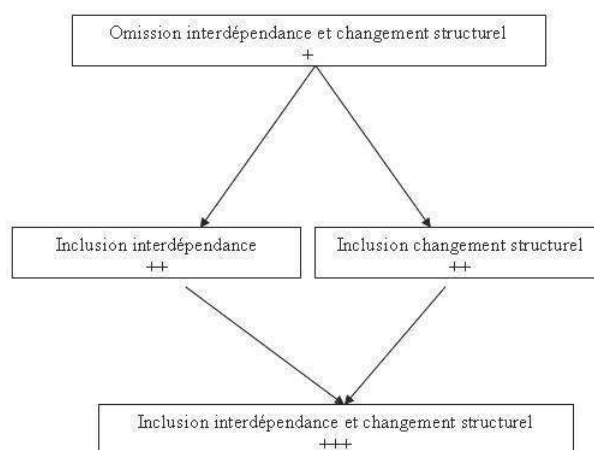 Omission interdépendance et changement structurel
+
Inclusion interdépendance
++
Inclusion changement structurel
++
Inclusion interdépendance et changement structurel
+++